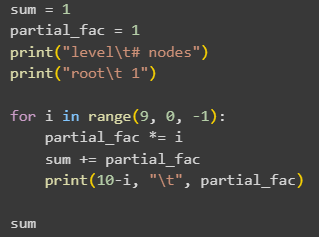 sum = 1
partial_fac = 1
print("level\t# nodes")
print("root\t 1")
for i in range(9, 0, -1):
    partial_fac *= i
    sum += partial_fac
    print(10-i, "\t", partial_fac)
sum